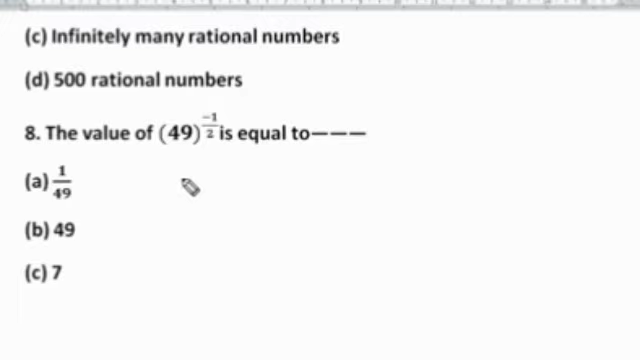 (c) Infinitely many rational numbers
(d) 500 rational numbers
8. The value of (49)^(-1/2) is equal to−−−
(a) 1/49
(b) 49
(c) 7